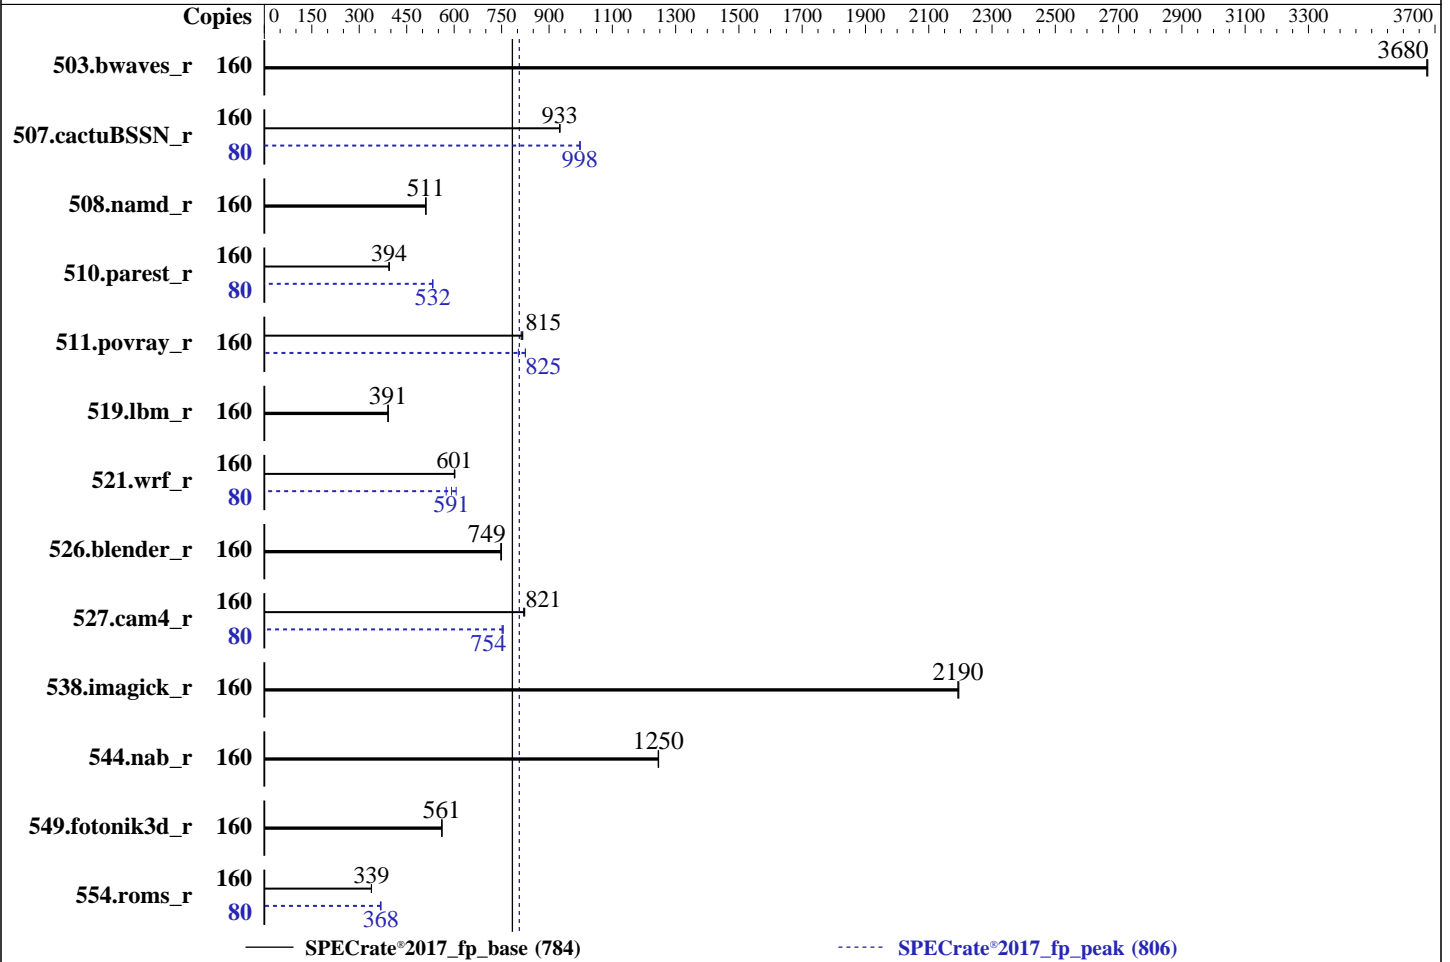 Copies 0 150 300 450 600 750 900 1100 1300 1500 1700 1900 2100 2300 2500 2700 2900 3100 3300 3700
503.bwaves_r 160 3680
507.cactuBSSN_r 160 933
80 998
508.namd_r 160 511
510.parest_r 160 394
80 532
511.povray_r 160 815
825
519.lbm_r 160 391
521.wrf_r 160 601
80 591
526.blender_r 160 749
527.cam4_r 160 821
80 754
538.imagick_r 160 2190
544.nab_r 160 1250
549.fotonik3d_r 160 561
554.roms_r 160 339
80 368
SPECrate®2017_fp_base (784) SPECrate®2017_fp_peak (806)